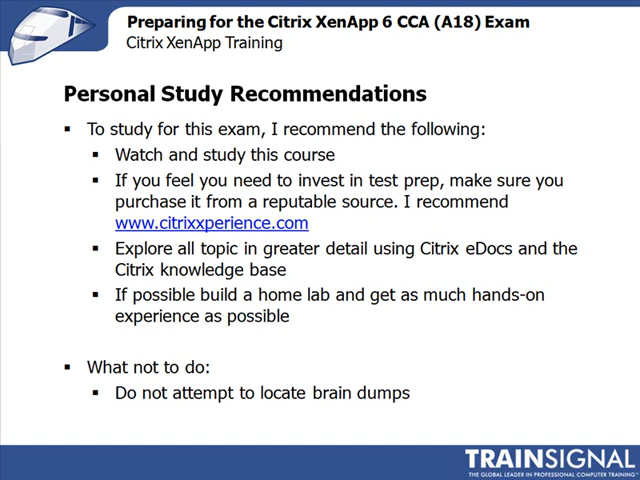 Preparing for the Citrix XenApp 6 CCA (A18) Exam
Citrix XenApp Training
Personal Study Recommendations
▪ To study for this exam, I recommend the following:
▪ Watch and study this course
▪ If you feel you need to invest in test prep, make sure you
purchase it from a reputable source. I recommend
www.citrixxperience.com
▪ Explore all topic in greater detail using Citrix eDocs and the
Citrix knowledge base
▪ If possible build a home lab and get as much hands-on
experience as possible
▪ What not to do:
▪ Do not attempt to locate brain dumps
TRAINSIGNAL
THE GLOBAL LEADER IN PROFESSIONAL COMPUTER TRAINING™